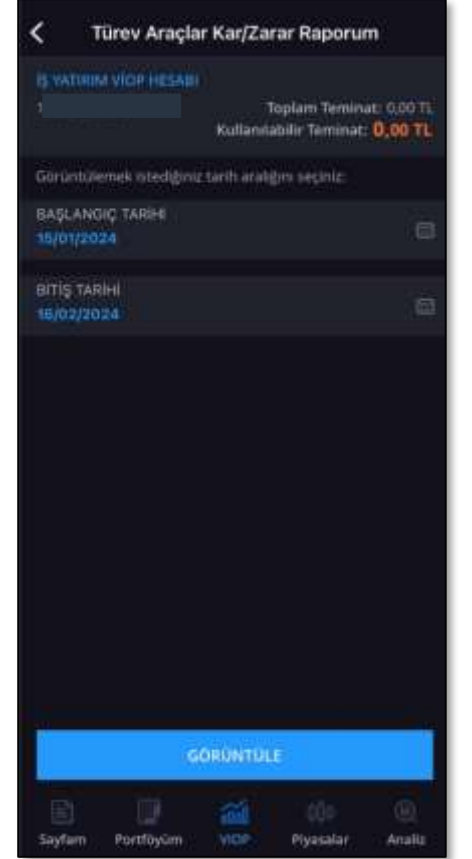 Türev Araçlar Kar/Zarar Raporum
İŞ YATIRIM VİOP HESABI
1
Toplam Teminat: 0,00 TL
Kullanılabilir Teminat: 0,00 TL
Görüntülemek istediğiniz tarih aralığını seçiniz:
BAŞLANGIÇ TARİHİ
15/01/2024
BİTİŞ TARİHİ
16/02/2024
GÖRÜNTÜLE
Sayfam Portföyüm VIOP Piyasalar Analiz